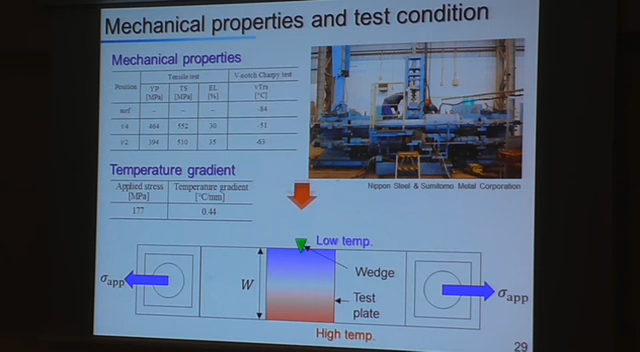 Mechanical properties and test condition
Mechanical properties
Tensile test V-notch Charpy test
Position YP [MPa] TS [MPa] EL [%] vTrs [°C]
surf – – – -84
t/4 464 552 30 -51
t/2 394 510 35 -63
Temperature gradient
Applied stress [MPa] Temperature gradient [°C/mm]
177 0.44
Nippon Steel & Sumitomo Metal Corporation
Low temp.
Wedge
σapp W σapp
Test plate
High temp.
29